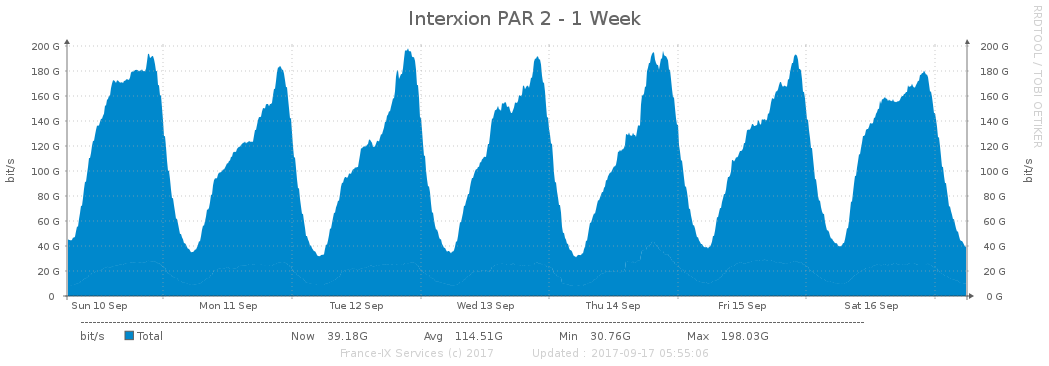 Interxion PAR 2 - 1 Week
RRDTOOL / TOBI OETIKER
200 G 200 G
180 G 180 G
160 G 160 G
140 G 140 G
120 G 120 G
100 G 100 G
80 G 80 G
60 G 60 G
40 G 40 G
20 G 20 G
0 0 G
bit/s bit/s
Sun 10 Sep Mon 11 Sep Tue 12 Sep Wed 13 Sep Thu 14 Sep Fri 15 Sep Sat 16 Sep
bit/s Total Now 39.18G Avg 114.51G Min 30.76G Max 198.03G
France-IX Services (c) 2017 Updated : 2017-09-17 05:55:06